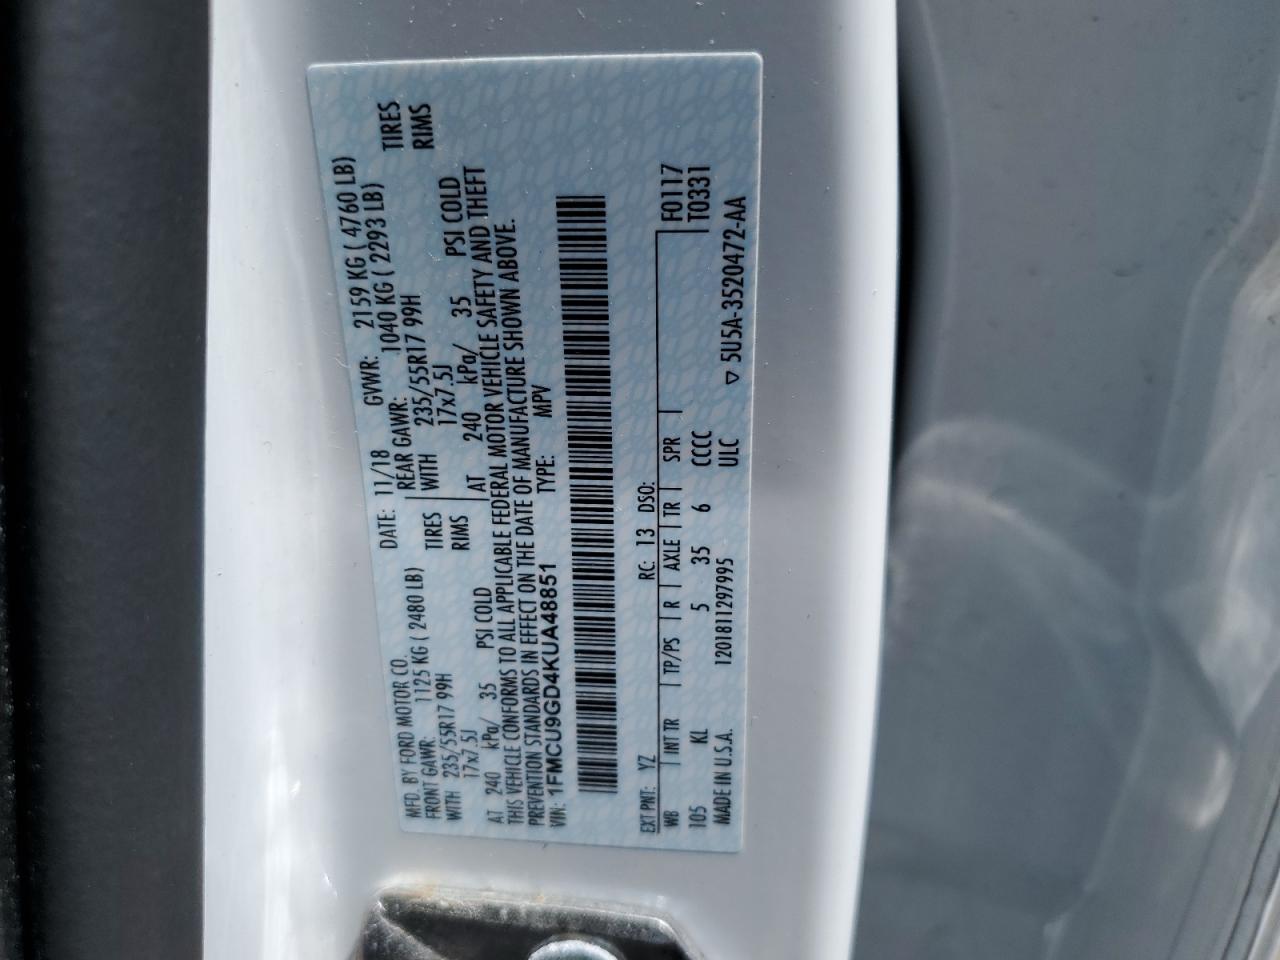 MFD. BY FORD MOTOR CO. DATE: 11/18 GVWR: 2159 KG ( 4760 LB)
FRONT GAWR: 1125 KG ( 2480 LB) REAR GAWR: 1040 KG ( 2293 LB)
WITH 235/55R17 99H TIRES WITH 235/55R17 99H TIRES
17x7.5J RIMS 17x7.5J RIMS
AT 240 kPa/ 35 PSI COLD AT 240 kPa/ 35 PSI COLD
THIS VEHICLE CONFORMS TO ALL APPLICABLE FEDERAL MOTOR VEHICLE SAFETY AND THEFT
PREVENTION STANDARDS IN EFFECT ON THE DATE OF MANUFACTURE SHOWN ABOVE.
VIN: 1FMCU9GD4KUA48851 TYPE: MPV
EXT PNT: YZ RC: 13 DSO: F0117
WB INT TR TP/PS R AXLE TR SPR T0331
105 KL 5 35 6 CCCC
MADE IN U.S.A. 1201811297995 ULC ▽ 5U5A-3520472-AA